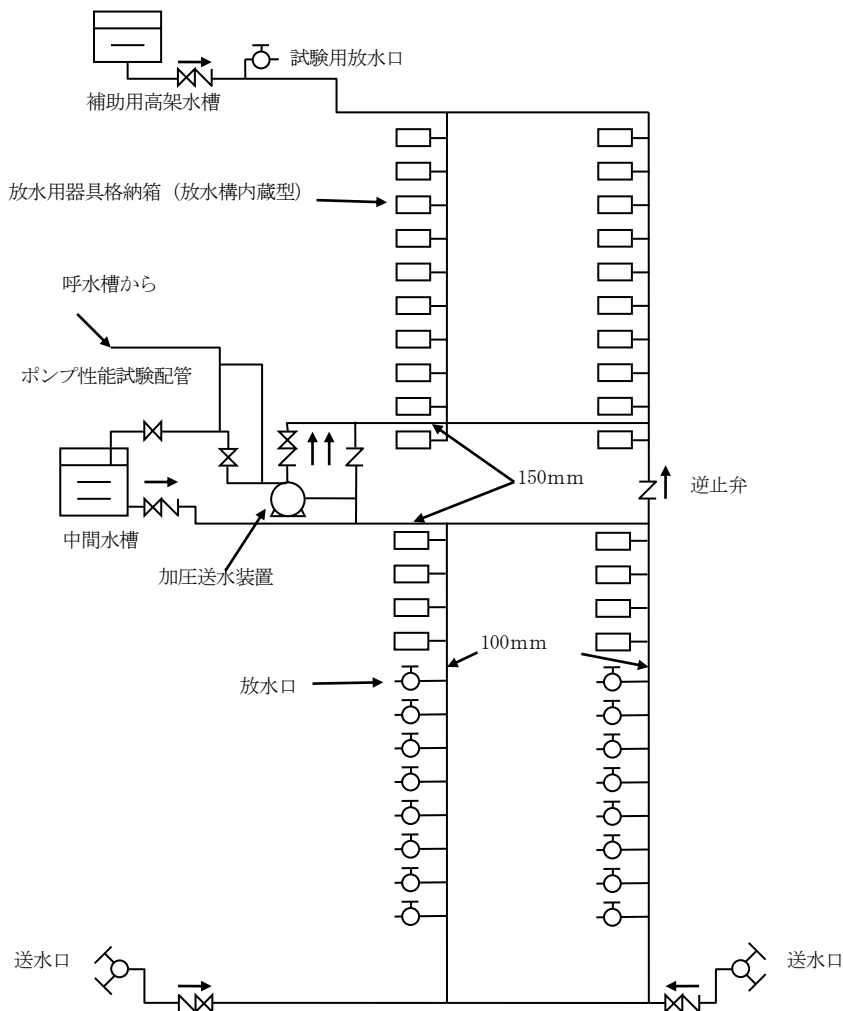 試験用放水口
補助用高架水槽
放水用器具格納箱（放水構内蔵型）
呼水槽から
ポンプ性能試験配管
150mm
逆止弁
中間水槽
加圧送水装置
100mm
放水口
送水口
送水口